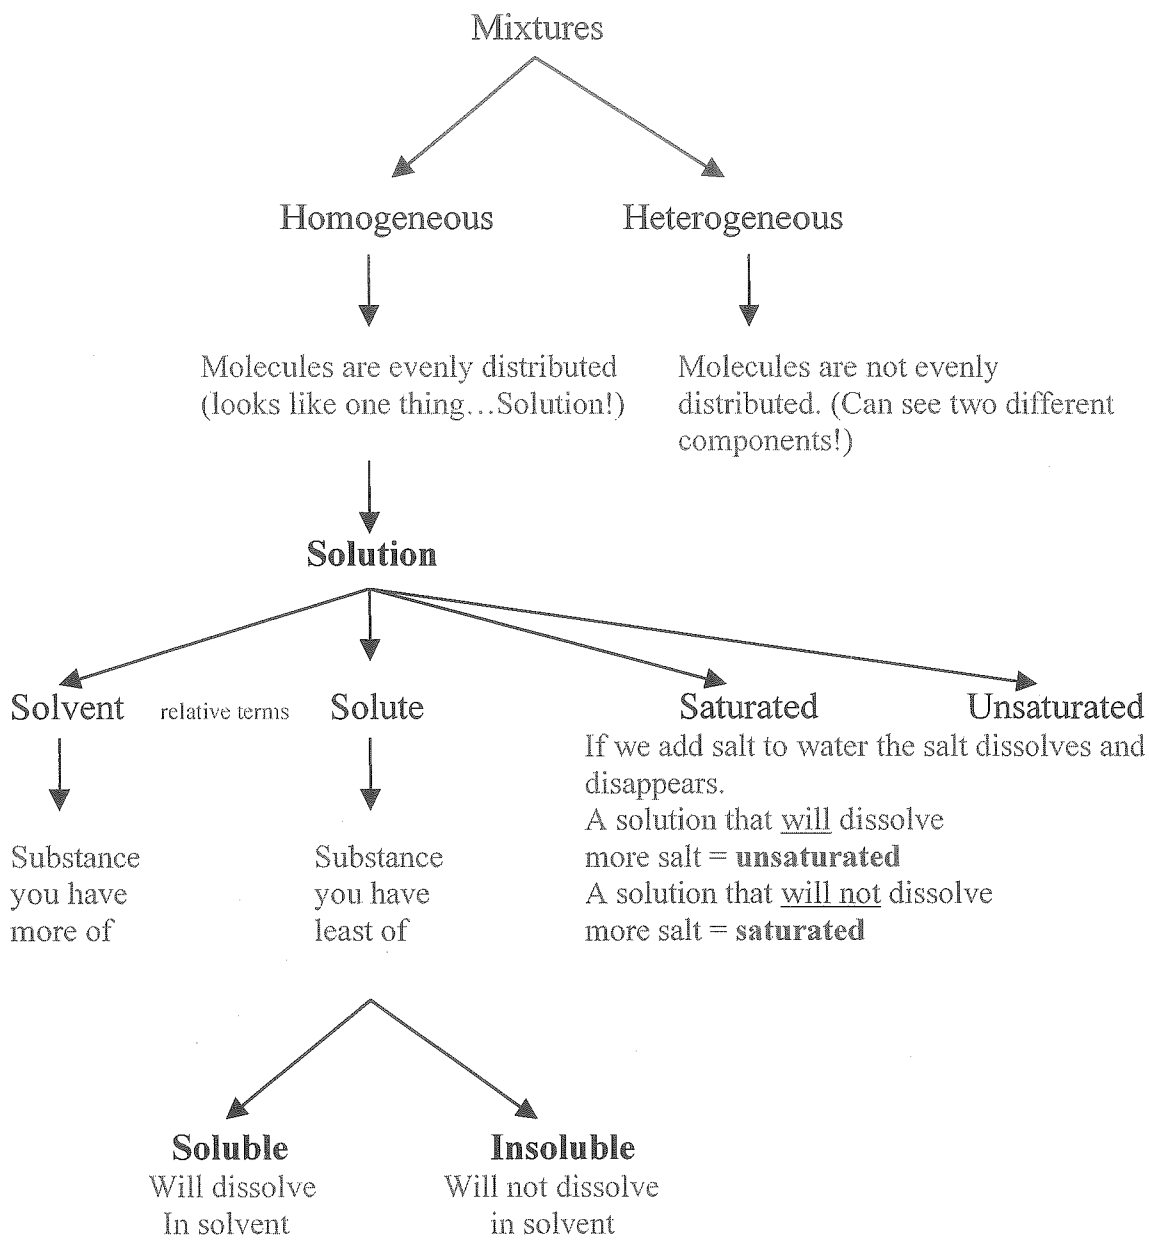 Mixtures
Homogeneous
Heterogeneous
Molecules are evenly distributed
(looks like one thing…Solution!)
Molecules are not evenly
distributed. (Can see two different
components!)
Solution
Solvent
relative terms
Solute
Saturated
Unsaturated
Substance
you have
more of
Substance
you have
least of
If we add salt to water the salt dissolves and
disappears.
A solution that will dissolve
more salt = unsaturated
A solution that will not dissolve
more salt = saturated
Soluble
Will dissolve
In solvent
Insoluble
Will not dissolve
in solvent